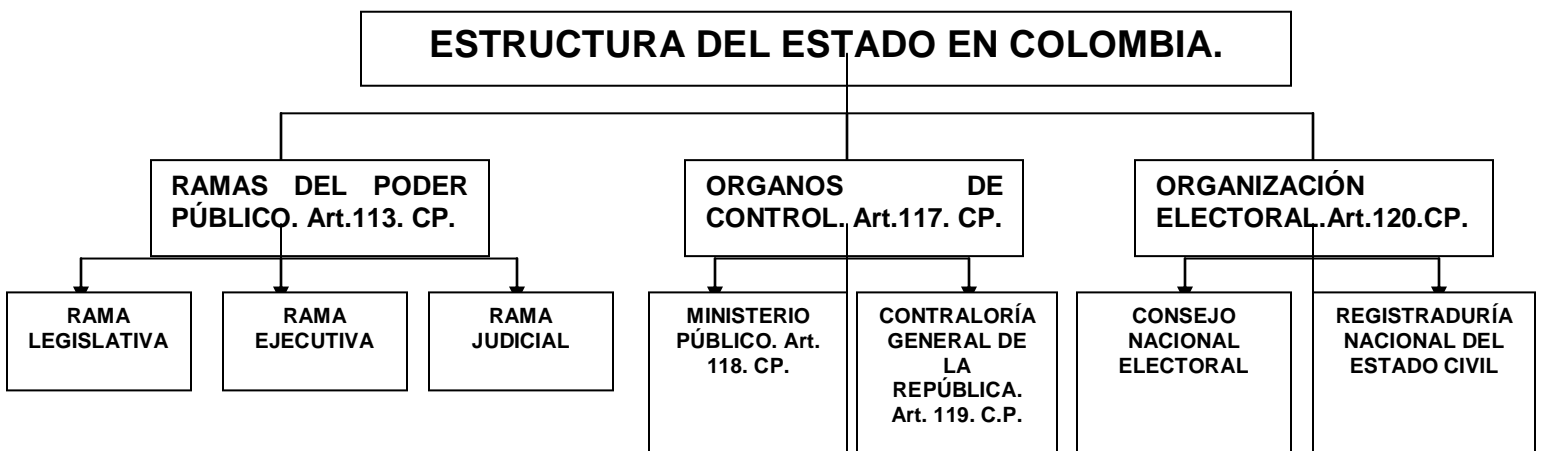 ESTRUCTURA DEL ESTADO EN COLOMBIA.
RAMAS DEL PODER
PÚBLICO. Art.113. CP.
ORGANOS DE
CONTROL. Art.117. CP.
ORGANIZACIÓN
ELECTORAL.Art.120.CP.
RAMA
LEGISLATIVA
RAMA
EJECUTIVA
RAMA
JUDICIAL
MINISTERIO
PÚBLICO. Art.
118. CP.
CONTRALORÍA
GENERAL DE
LA
REPÚBLICA.
Art. 119. C.P.
CONSEJO
NACIONAL
ELECTORAL
REGISTRADURÍA
NACIONAL DEL
ESTADO CIVIL